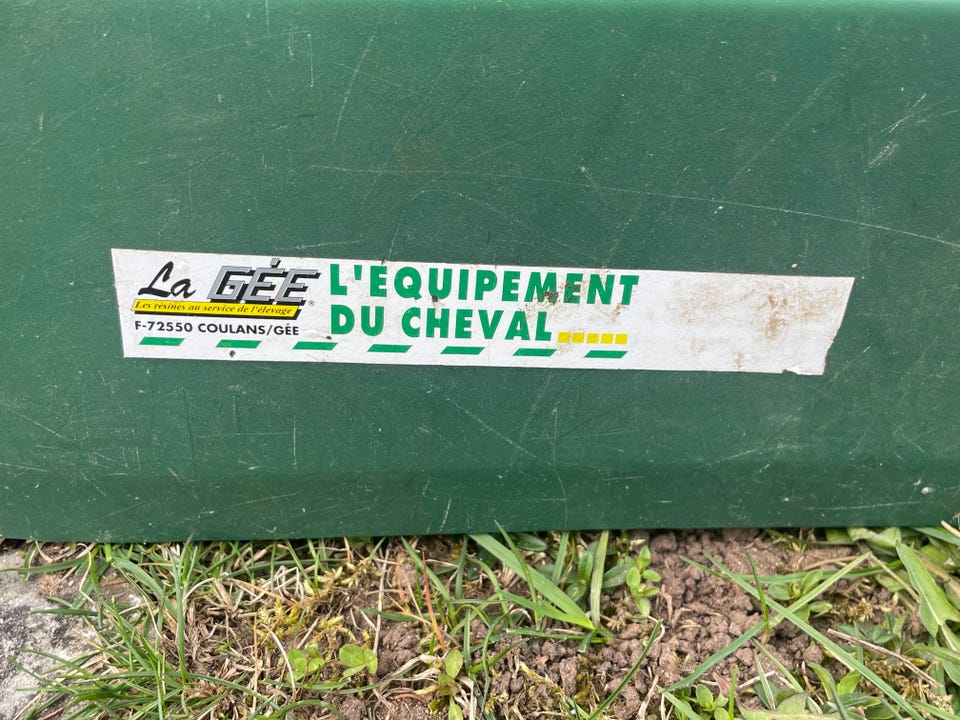 La GÉE®
Les résines au service de l'élevage
F-72550 COULANS/GÉE
L'EQUIPEMENT
DU CHEVAL.....